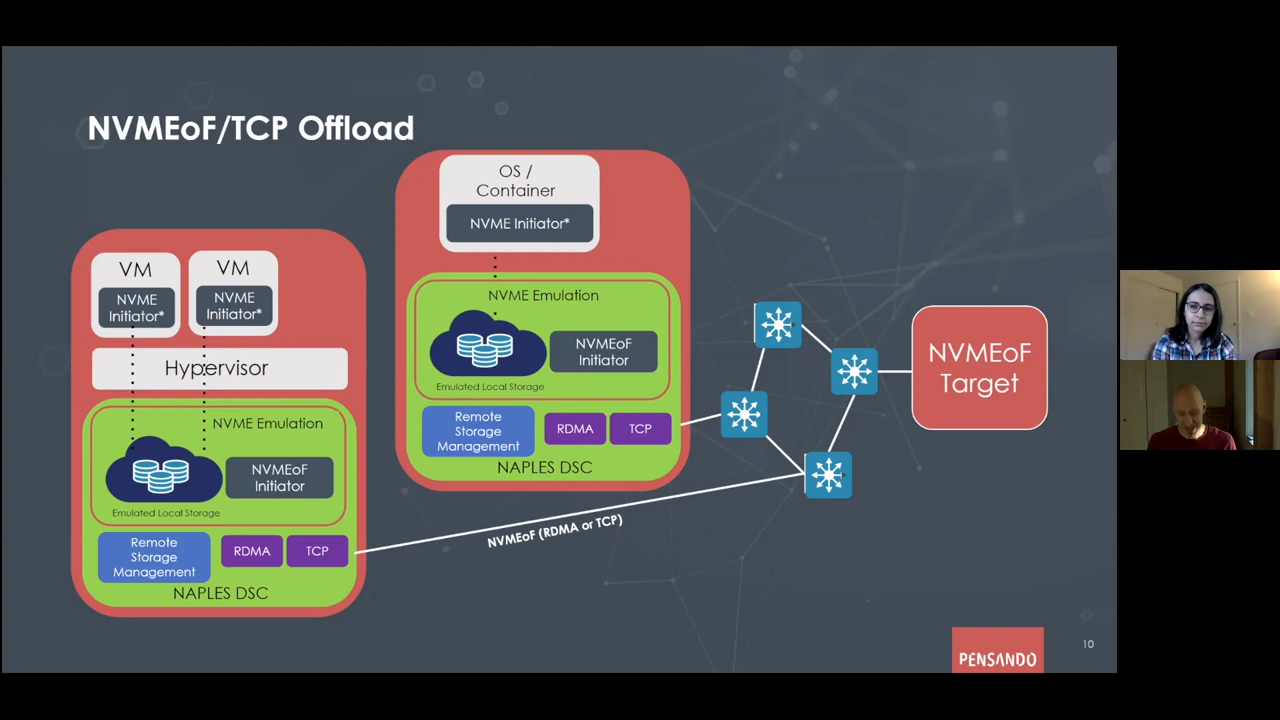 NVMEoF/TCP Offload
VM
NVME
Initiator*
VM
NVME
Initiator*
Hypervisor
NVME Emulation
NVMEoF
Initiator
Emulated Local Storage
Remote
Storage
Management
RDMA
TCP
NAPLES DSC
OS /
Container
NVME Initiator*
NVME Emulation
NVMEoF
Initiator
Emulated Local Storage
Remote
Storage
Management
RDMA
TCP
NAPLES DSC
NVMEoF (RDMA or TCP)
NVMEoF
Target
PENSANDO
10